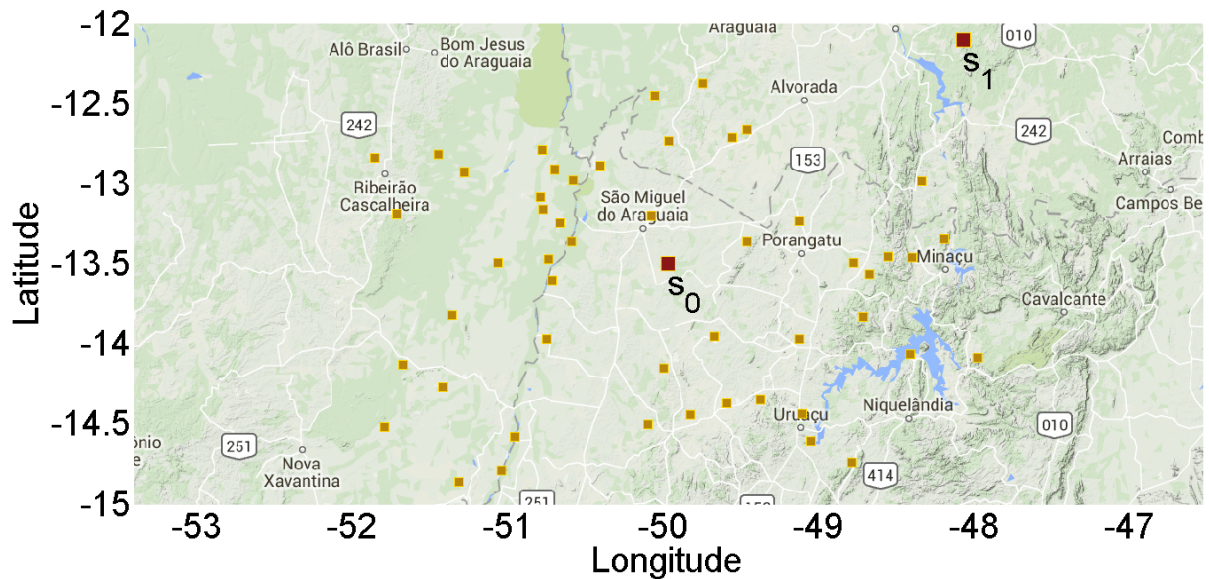 -12
-12.5
-13
-13.5
-14
-14.5
-15
Latitude
Araguaia
010
Alô Brasil
Bom Jesus
do Araguaia
s1
Alvorada
242
242
Comb
153
Arraias
Ribeirão
Cascalheira
São Miguel
do Araguaia
Campos Be
Porangatu
Minaçu
s0
Cavalcante
Niquelândia
Uruaçu
010
ônio
e
251
Nova
Xavantina
414
251
-53
-52
-51
-50
-49
-48
-47
Longitude